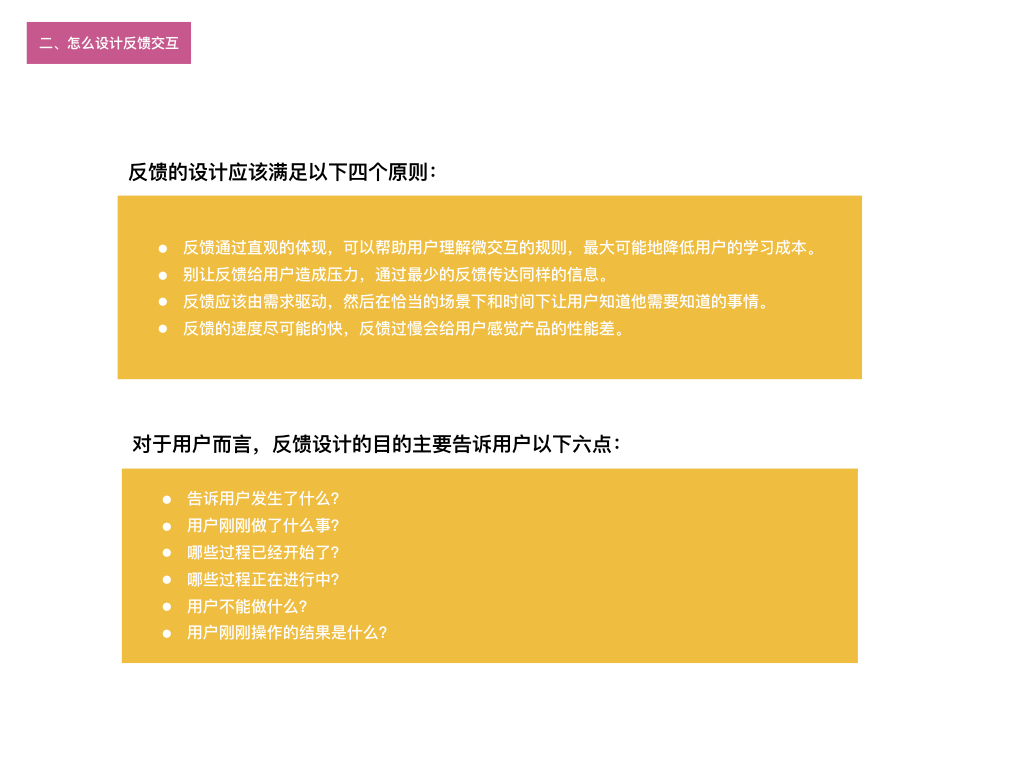 二、怎么设计反馈交互
反馈的设计应该满足以下四个原则：
● 反馈通过直观的体现，可以帮助用户理解微交互的规则，最大可能地降低用户的学习成本。
● 别让反馈给用户造成压力，通过最少的反馈传达同样的信息。
● 反馈应该由需求驱动，然后在恰当的场景下和时间下让用户知道他需要知道的事情。
● 反馈的速度尽可能的快，反馈过慢会给用户感觉产品的性能差。
对于用户而言，反馈设计的目的主要告诉用户以下六点：
● 告诉用户发生了什么？
● 用户刚刚做了什么事？
● 哪些过程已经开始了？
● 哪些过程正在进行中？
● 用户不能做什么？
● 用户刚刚操作的结果是什么？